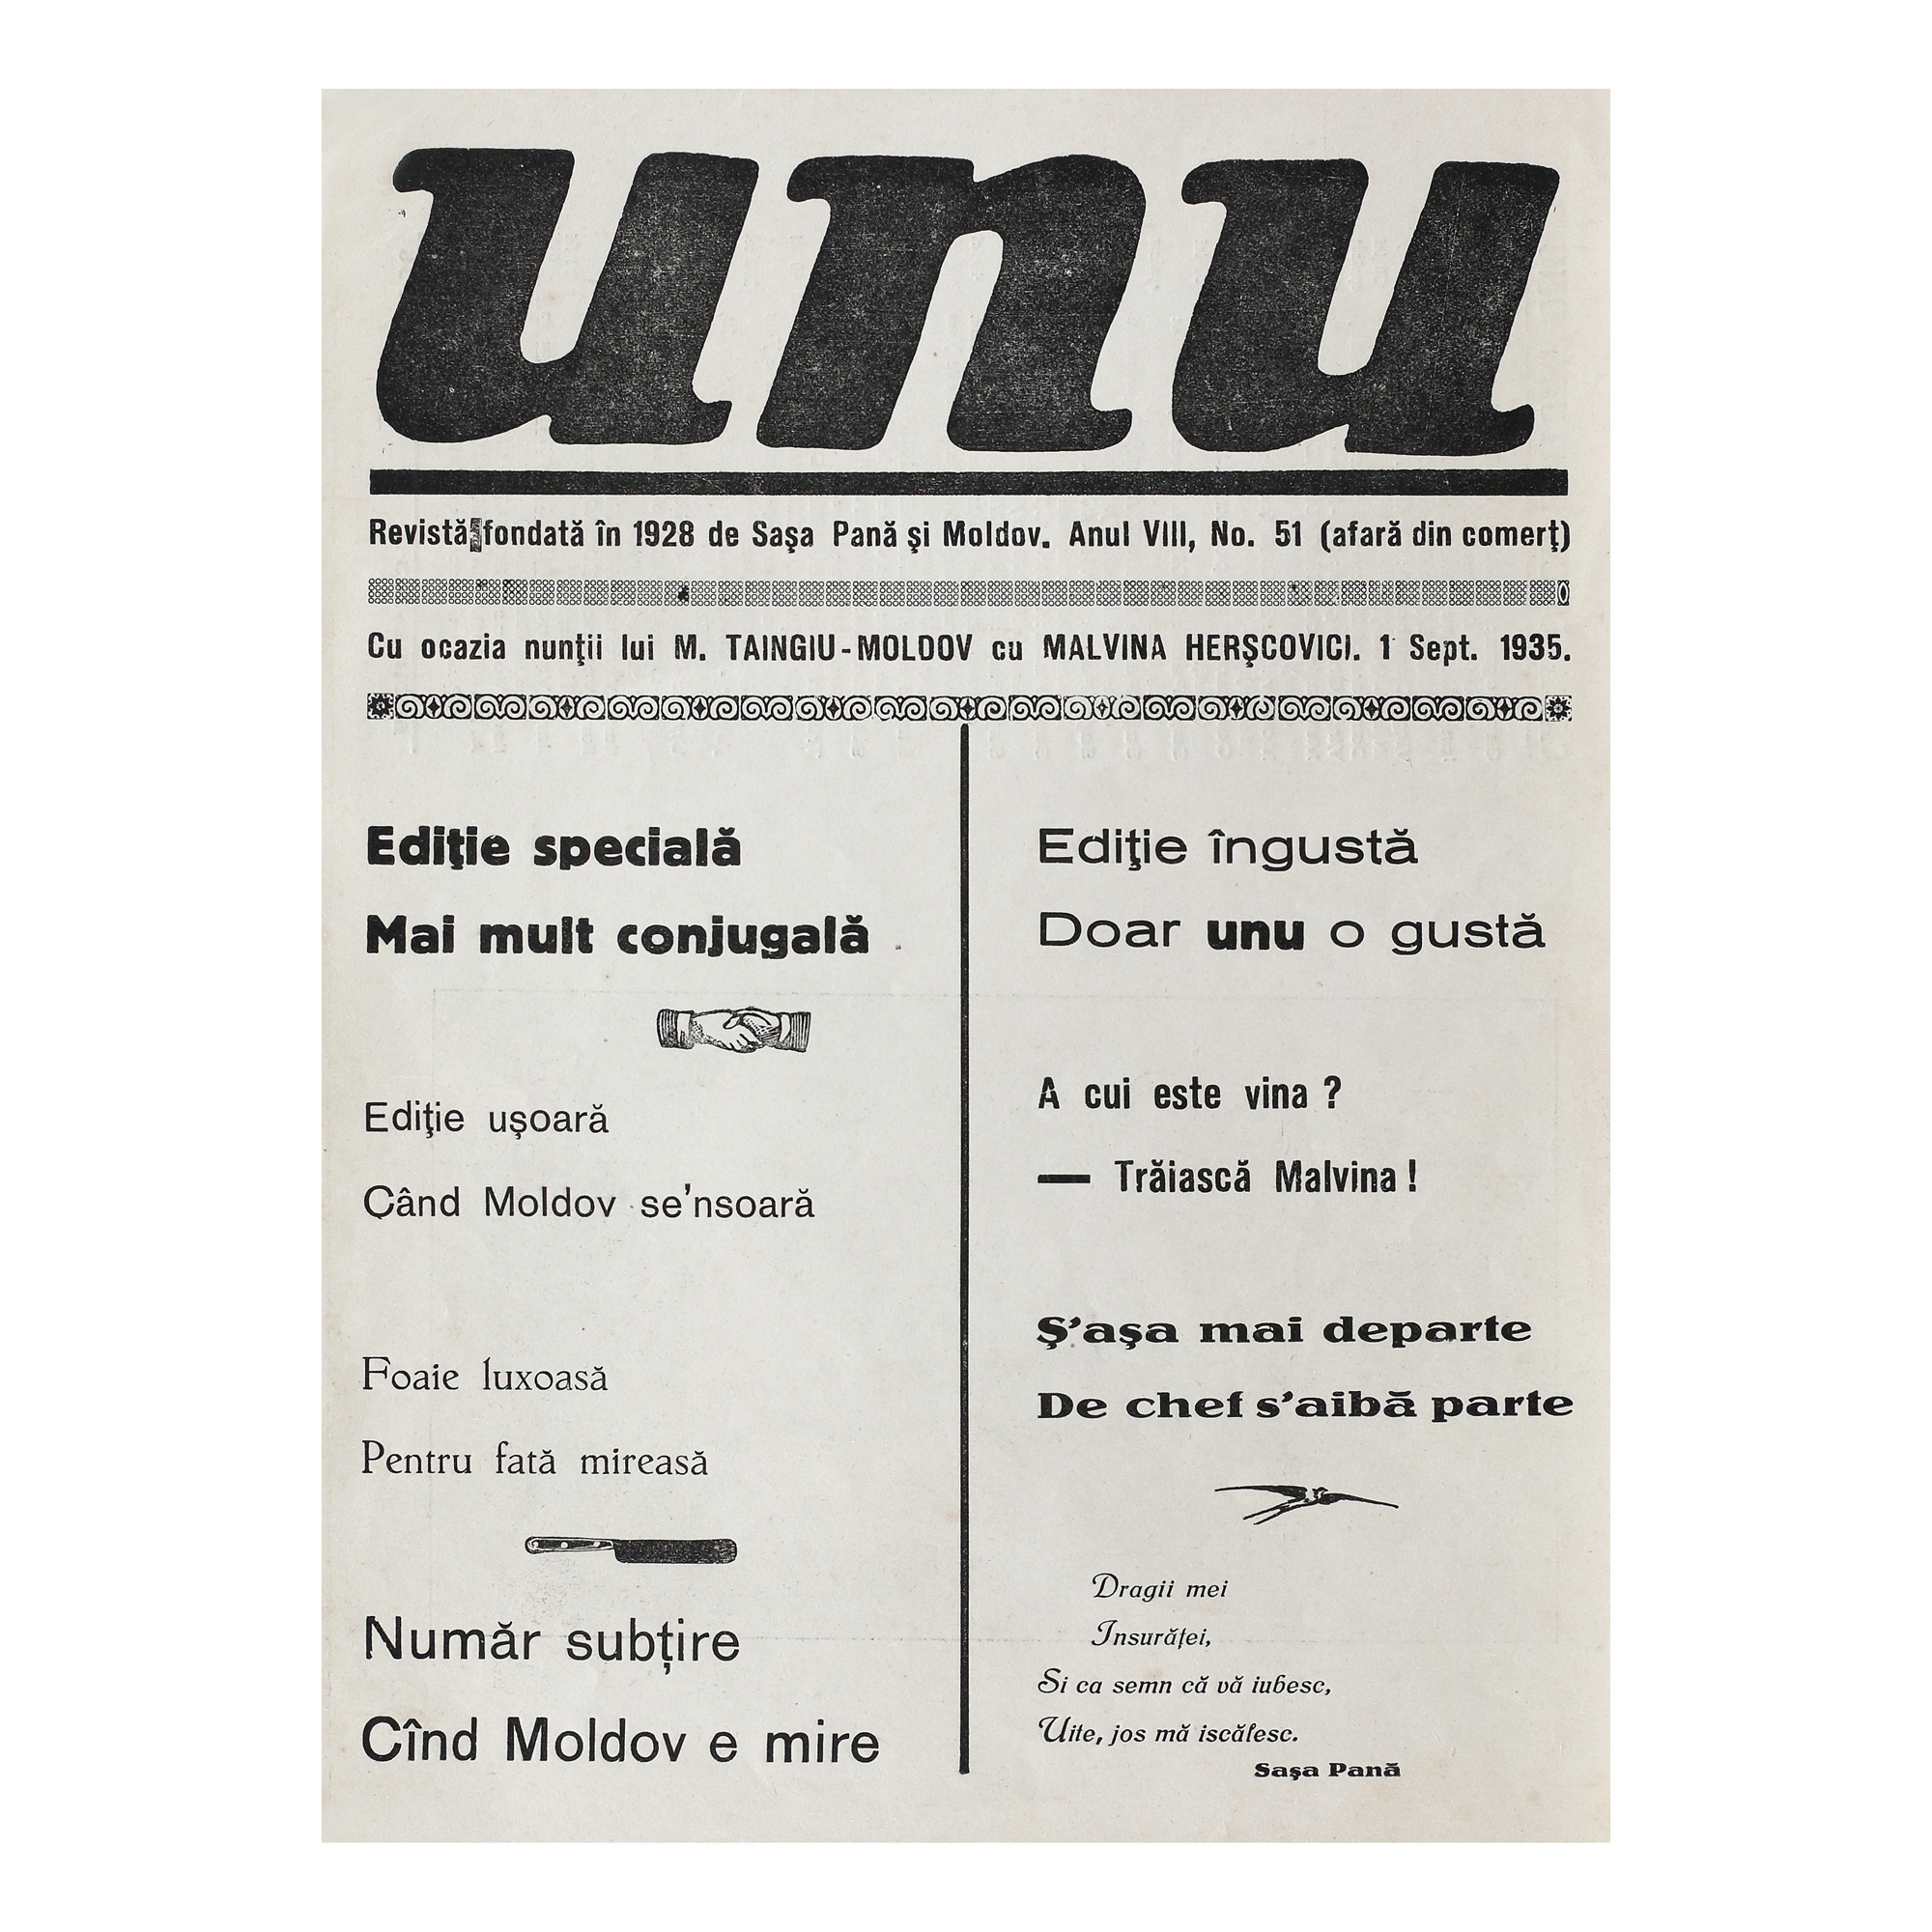 unu
Revistă fondată în 1928 de Saşa Pană şi Moldov. Anul VIII, No. 51 (afară din comerţ)
Cu ocazia nunţii lui M. TAINGIU-MOLDOV cu MALVINA HERŞCOVICI. 1 Sept. 1935.
Ediţie specială
Mai mult conjugală
Ediţie uşoară
Când Moldov se'nsoară
Foaie luxoasă
Pentru fată mireasă
Număr subțire
Cînd Moldov e mire
Ediţie îngustă
Doar unu o gustă
A cui este vina ?
— Trăiască Malvina !
Ş'aşa mai departe
De chef s'aibă parte
Dragii mei
Insurăţei,
Si ca semn că vă iubesc,
Uite, jos mă iscălesc.
Saşa Pană